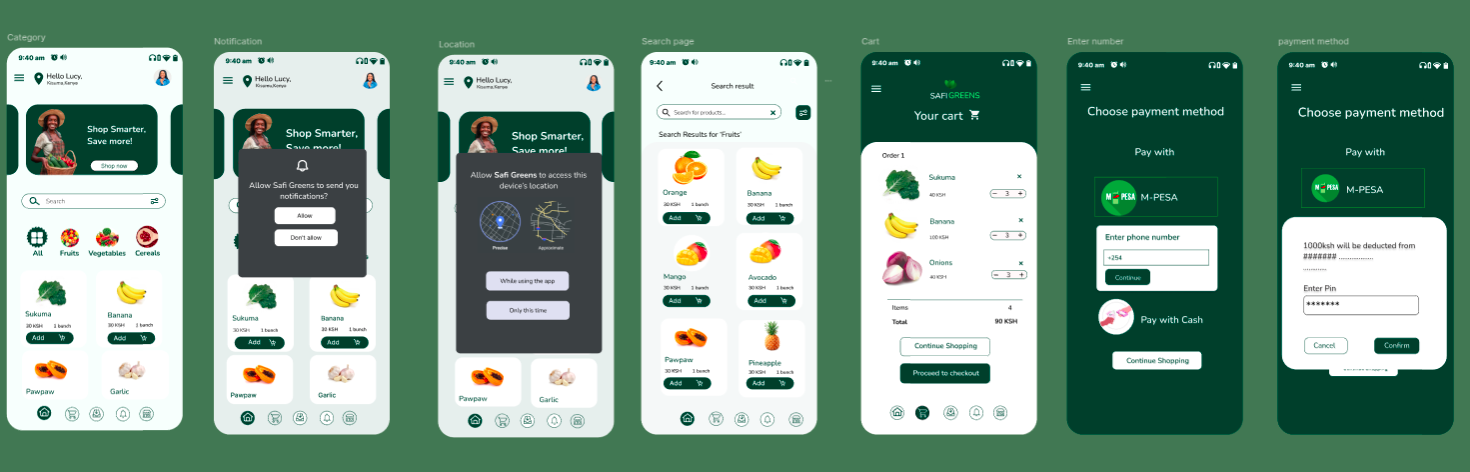 Category
9:40 am
Hello Lucy,
Kisumu,Kenya
Shop Smarter,
Save more!
Shop now
Search
All Fruits Vegetables Cereals
Sukuma Banana
30 KSH 1 bunch 30 KSH 1 bunch
Add Add
Pawpaw Garlic
Notification
9:40 am
Hello Lucy,
Kisumu,Kenya
Shop Smarter,
Save more!
Allow Safi Greens to send you
notifications?
Allow
Don't allow
Sukuma Banana
30 KSH 1 bunch 30 KSH 1 bunch
Add Add
Pawpaw Garlic
Location
9:40 am
Hello Lucy,
Kisumu,Kenya
Shop Smarter,
Save more!
Allow Safi Greens to access this
device's location
Precise Approximate
While using the app
Only this time
Pawpaw Garlic
Search page
9:40 am
Search result
Search for products...
Search Results for 'Fruits'
Orange Banana
30 KSH 1 bunch 30 KSH 1 bunch
Add Add
Mango Avocado
30 KSH 1 bunch 30 KSH 1 bunch
Add Add
Pawpaw Pineapple
30 KSH 1 bunch 30 KSH 1 bunch
Add Add
Cart
9:40 am
SAFI GREENS
Your cart
Order 1
Sukuma ×
40 KSH − 3 +
Banana ×
100 KSH − 3 +
Onions ×
40 KSH − 3 +
Items 4
Total 90 KSH
Continue Shopping
Proceed to checkout
Enter number
9:40 am
Choose payment method
Pay with
M-PESA M-PESA
Enter phone number
+254
Continue
Pay with Cash
Continue Shopping
payment method
9:40 am
Choose payment method
Pay with
M-PESA M-PESA
1000ksh will be deducted from
####### .................
...........
Enter Pin
*******
Cancel Confirm